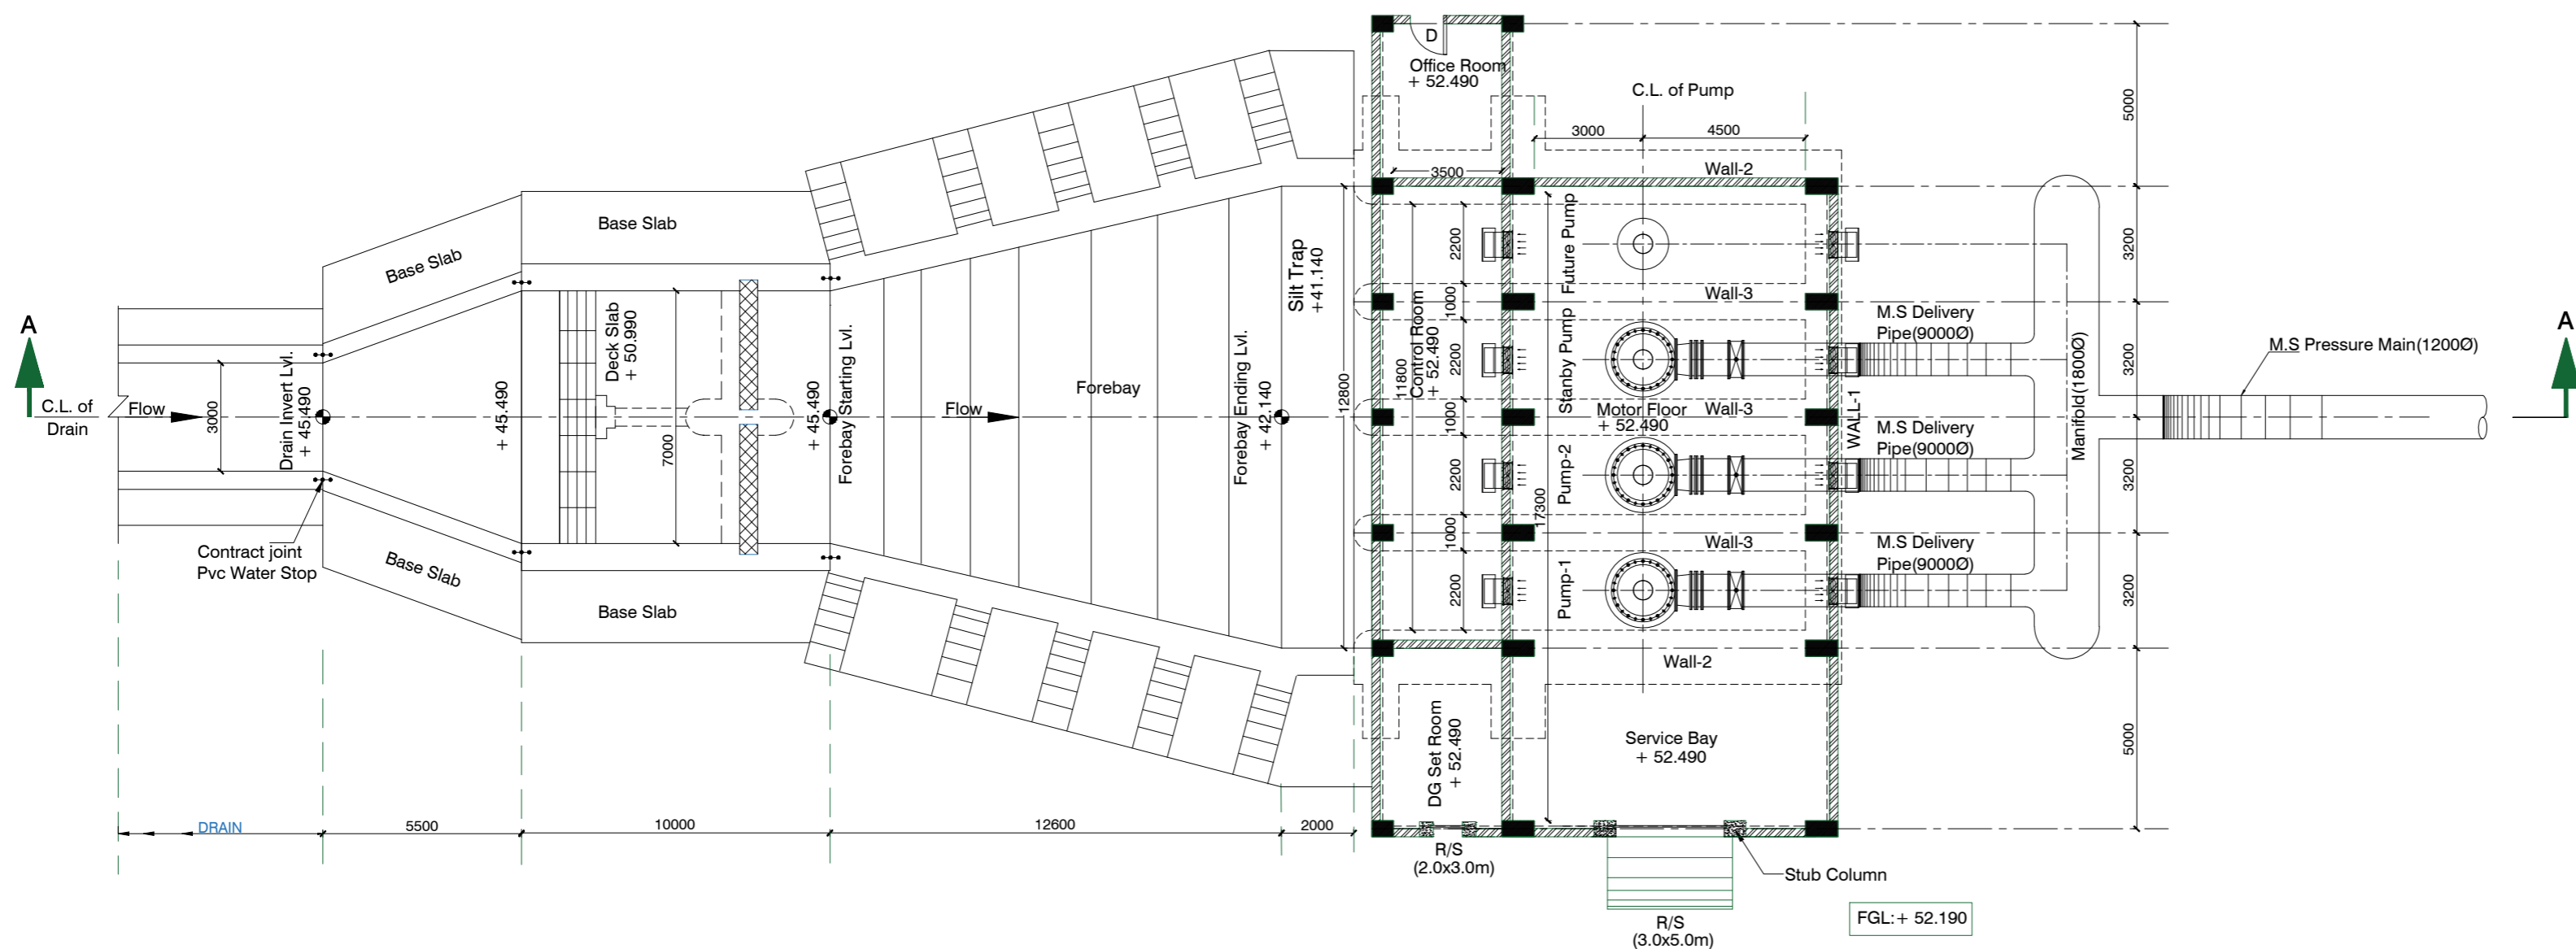 D
Office Room
+ 52.490
C.L. of Pump
3000
4500
5000
3500
Wall-2
Base Slab
Base Slab
Future Pump
2200
3200
Silt Trap
+41.140
Wall-3
1000
M.S Delivery
Pipe(9000Ø)
A
A
Deck Slab
+ 50.990
Control Room
+ 52.490
11800
12800
Stanby Pump
2200
3200
Manifold(1800Ø)
M.S Pressure Main(1200Ø)
Drain Invert Lvl.
+ 45.490
+ 45.490
+ 45.490
Forebay Starting Lvl.
Forebay
Forebay Ending Lvl.
+ 42.140
C.L. of
Drain
Flow
3000
7000
Flow
1000
Motor Floor
+ 52.490
Wall-3
WALL-1
M.S Delivery
Pipe(9000Ø)
Pump-2
2200
3200
17300
1000
Wall-3
M.S Delivery
Pipe(9000Ø)
Contract joint
Pvc Water Stop
Base Slab
Base Slab
Pump-1
2200
3200
Wall-2
DG Set Room
+ 52.490
Service Bay
+ 52.490
5000
DRAIN
5500
10000
12600
2000
R/S
(2.0x3.0m)
Stub Column
R/S
(3.0x5.0m)
FGL:+ 52.190